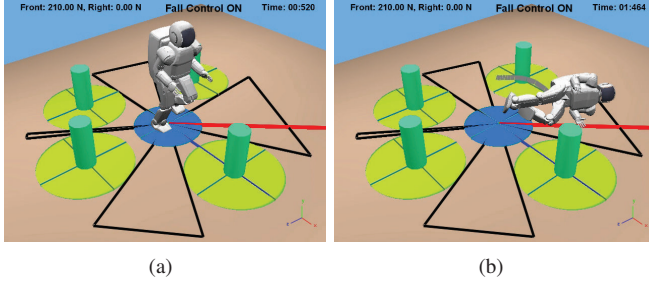 Front: 210.00 N, Right: 0.00 N Fall Control ON Time: 00:520
Front: 210.00 N, Right: 0.00 N Fall Control ON Time: 01:464
(a)
(b)